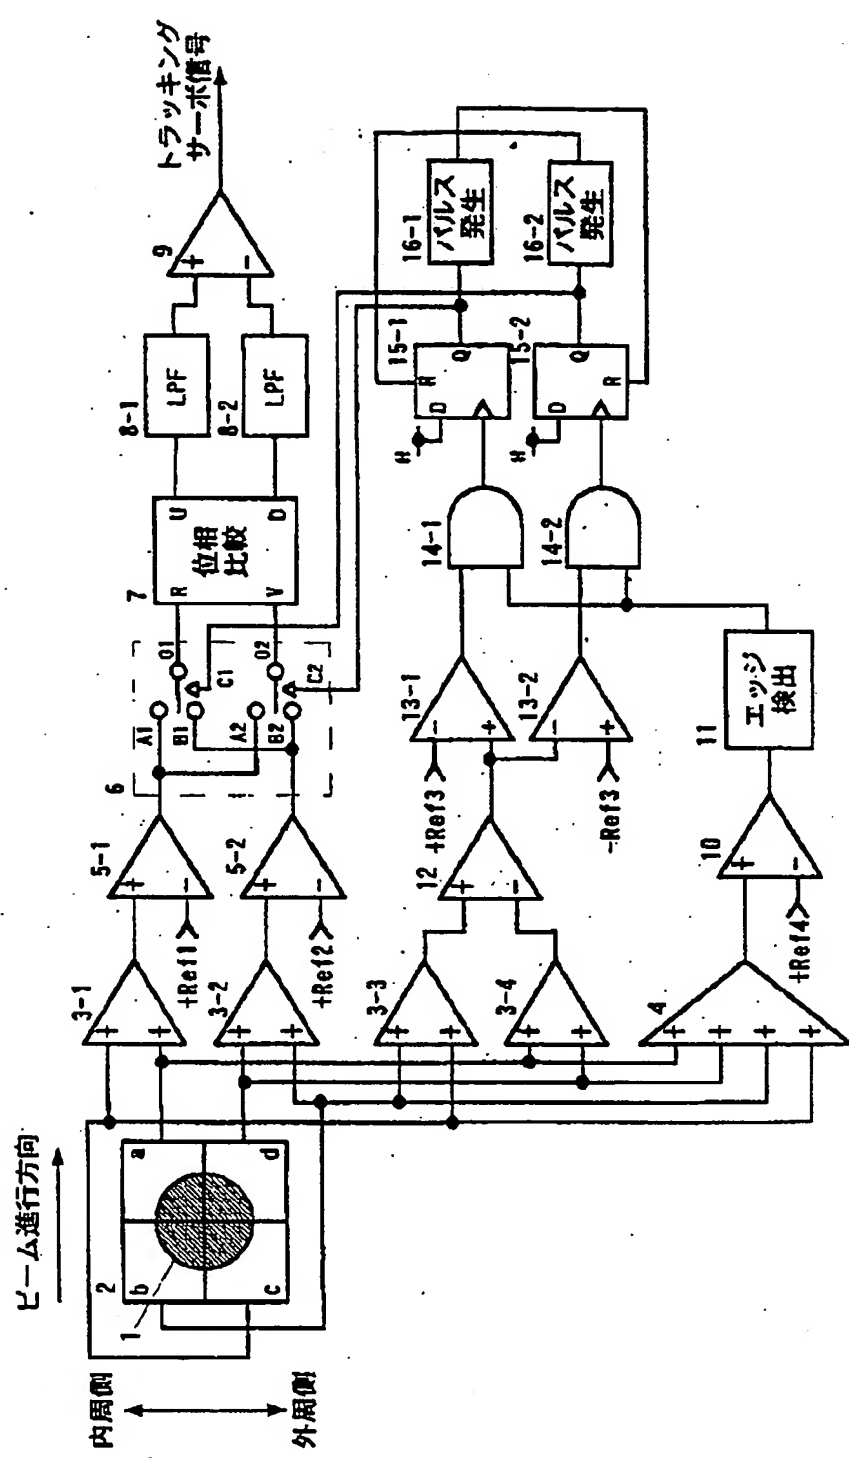 内周側
外周側
ビーム進行方向
1
2
a
b
c
d
3-1
3-2
3-3
3-4
4
+
+
+
+
+
+
+
+
+
+
+
+
+Ref1
+Ref2
5-1
5-2
+
-
+
-
6
A1
B1
A2
B2
O1
O2
C1
C2
7
位相
比較
R
V
U
D
8-1
LPF
8-2
LPF
9
+
-
トラッキング
サーボ信号
12
+
-
+Ref3
-Ref3
13-1
-
+
13-2
-
+
10
+
-
+Ref4
11
エッジ
検出
14-1
14-2
H
H
15-1
D
R
Q
15-2
D
R
Q
16-1
パルス
発生
16-2
パルス
発生